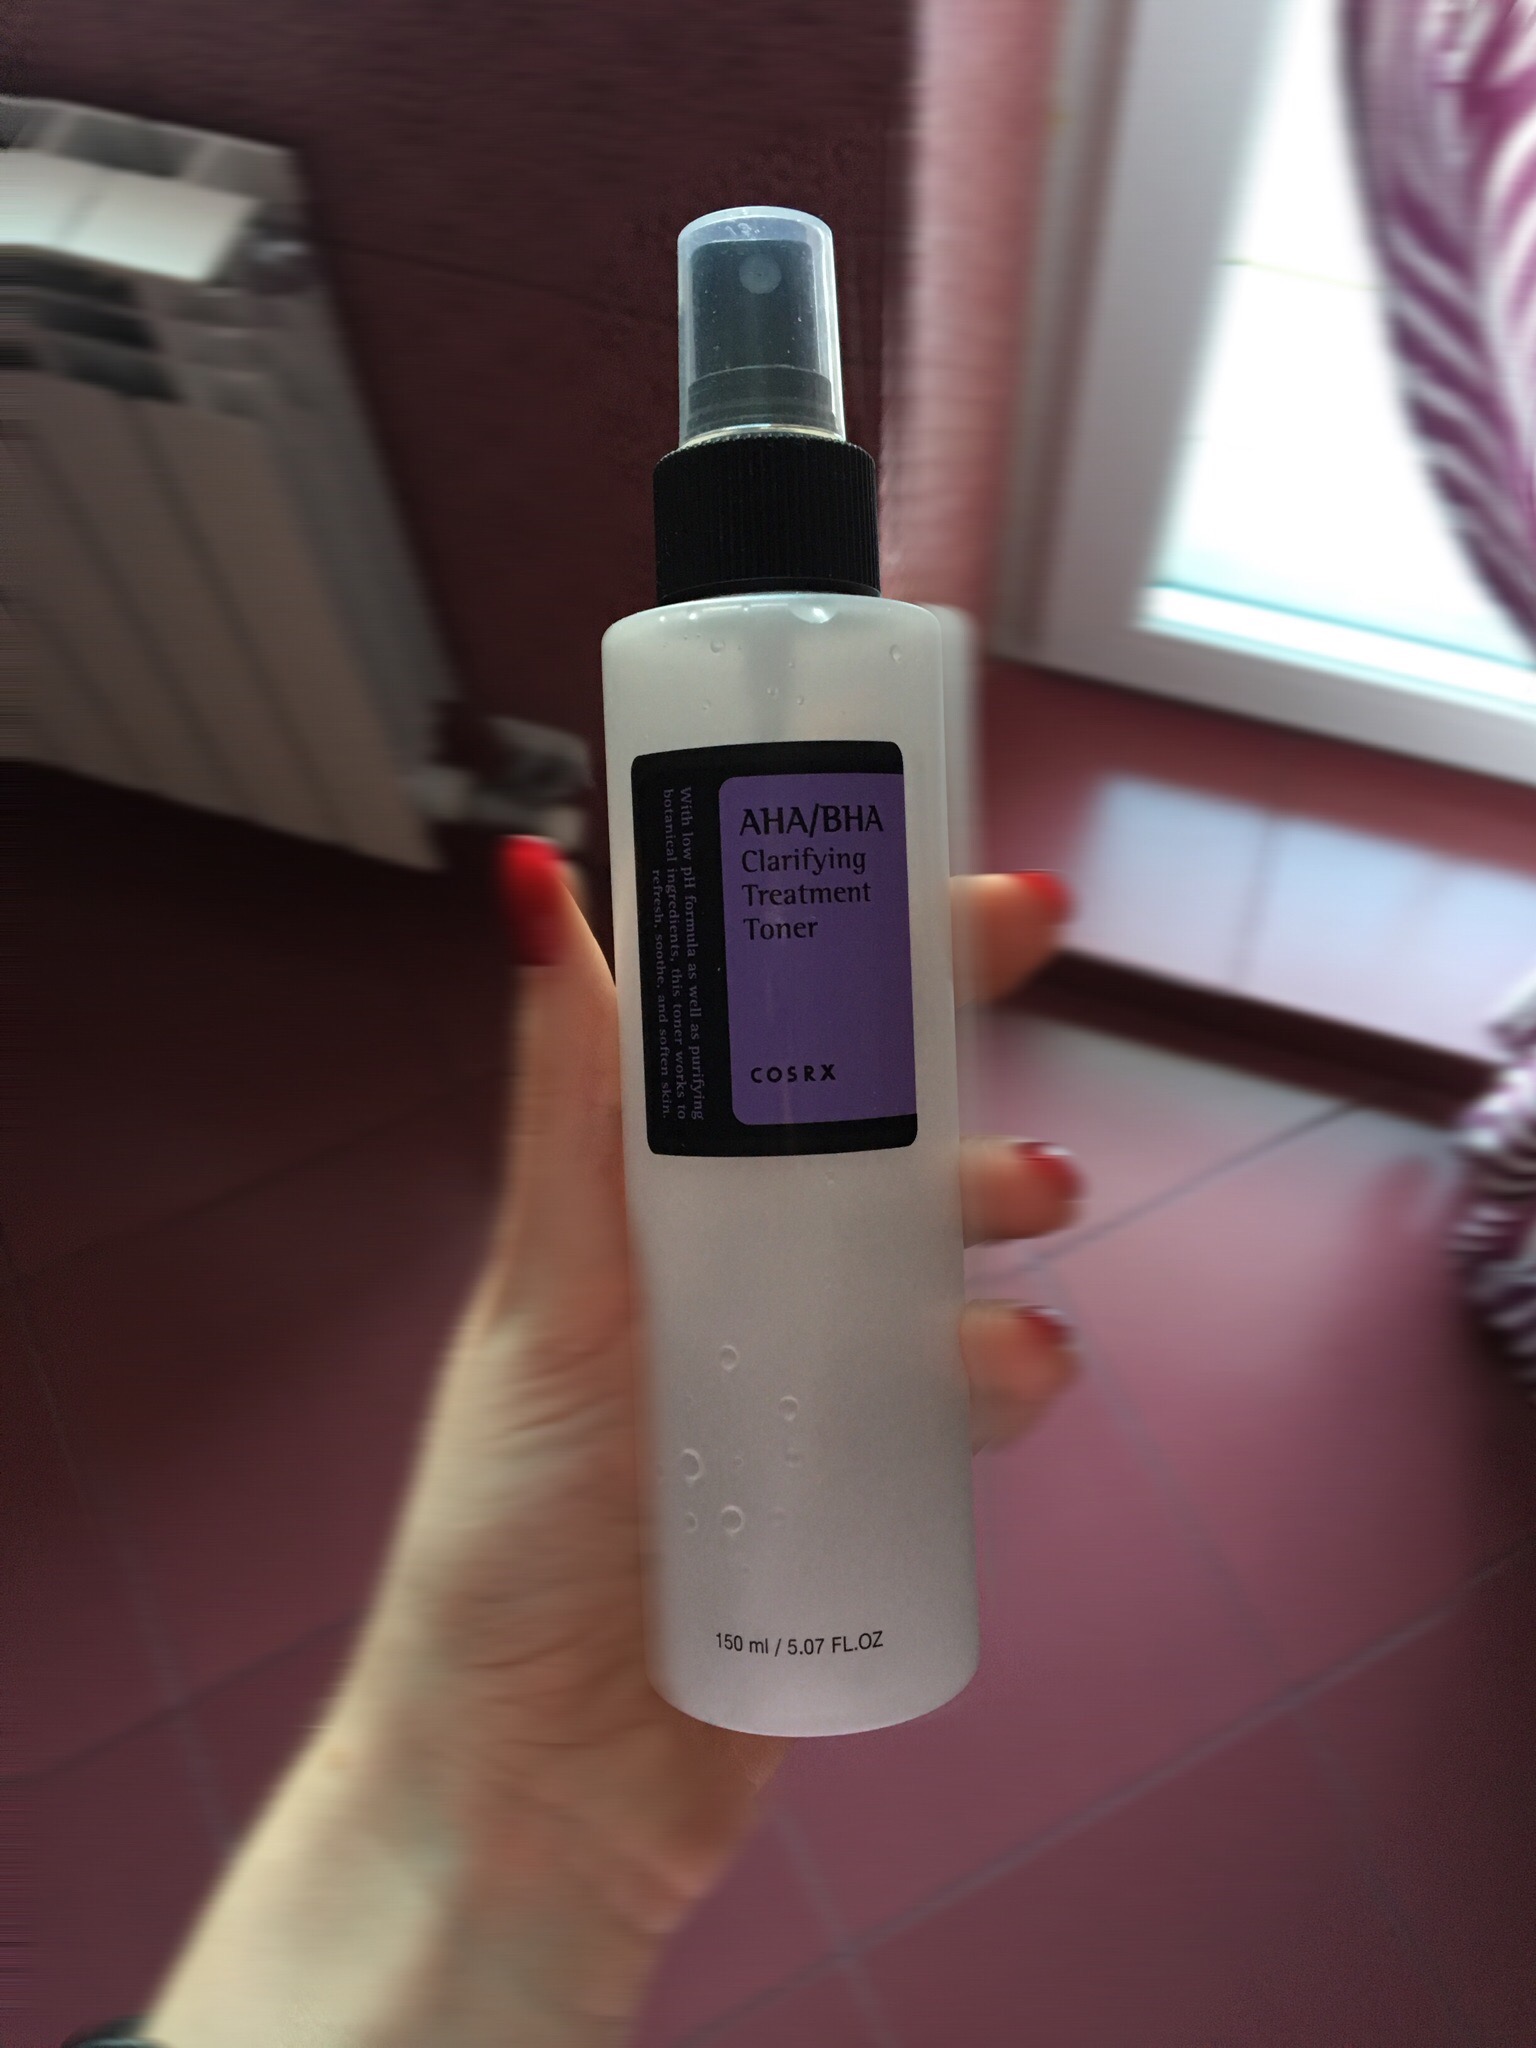 AHA/BHA
Clarifying
Treatment
Toner
COSRX
With low pH formula as well as purifying
botanical ingredients, this toner works to
refresh, soothe, and soften skin.
150 ml / 5.07 FL.OZ